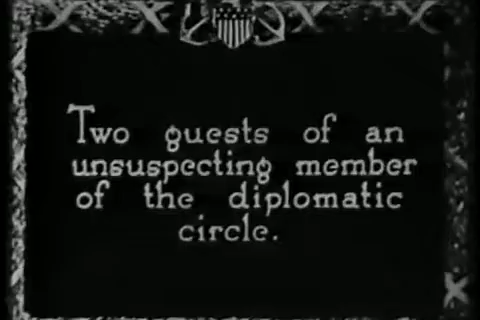 Two guests of an
unsuspecting member
of the diplomatic
circle.